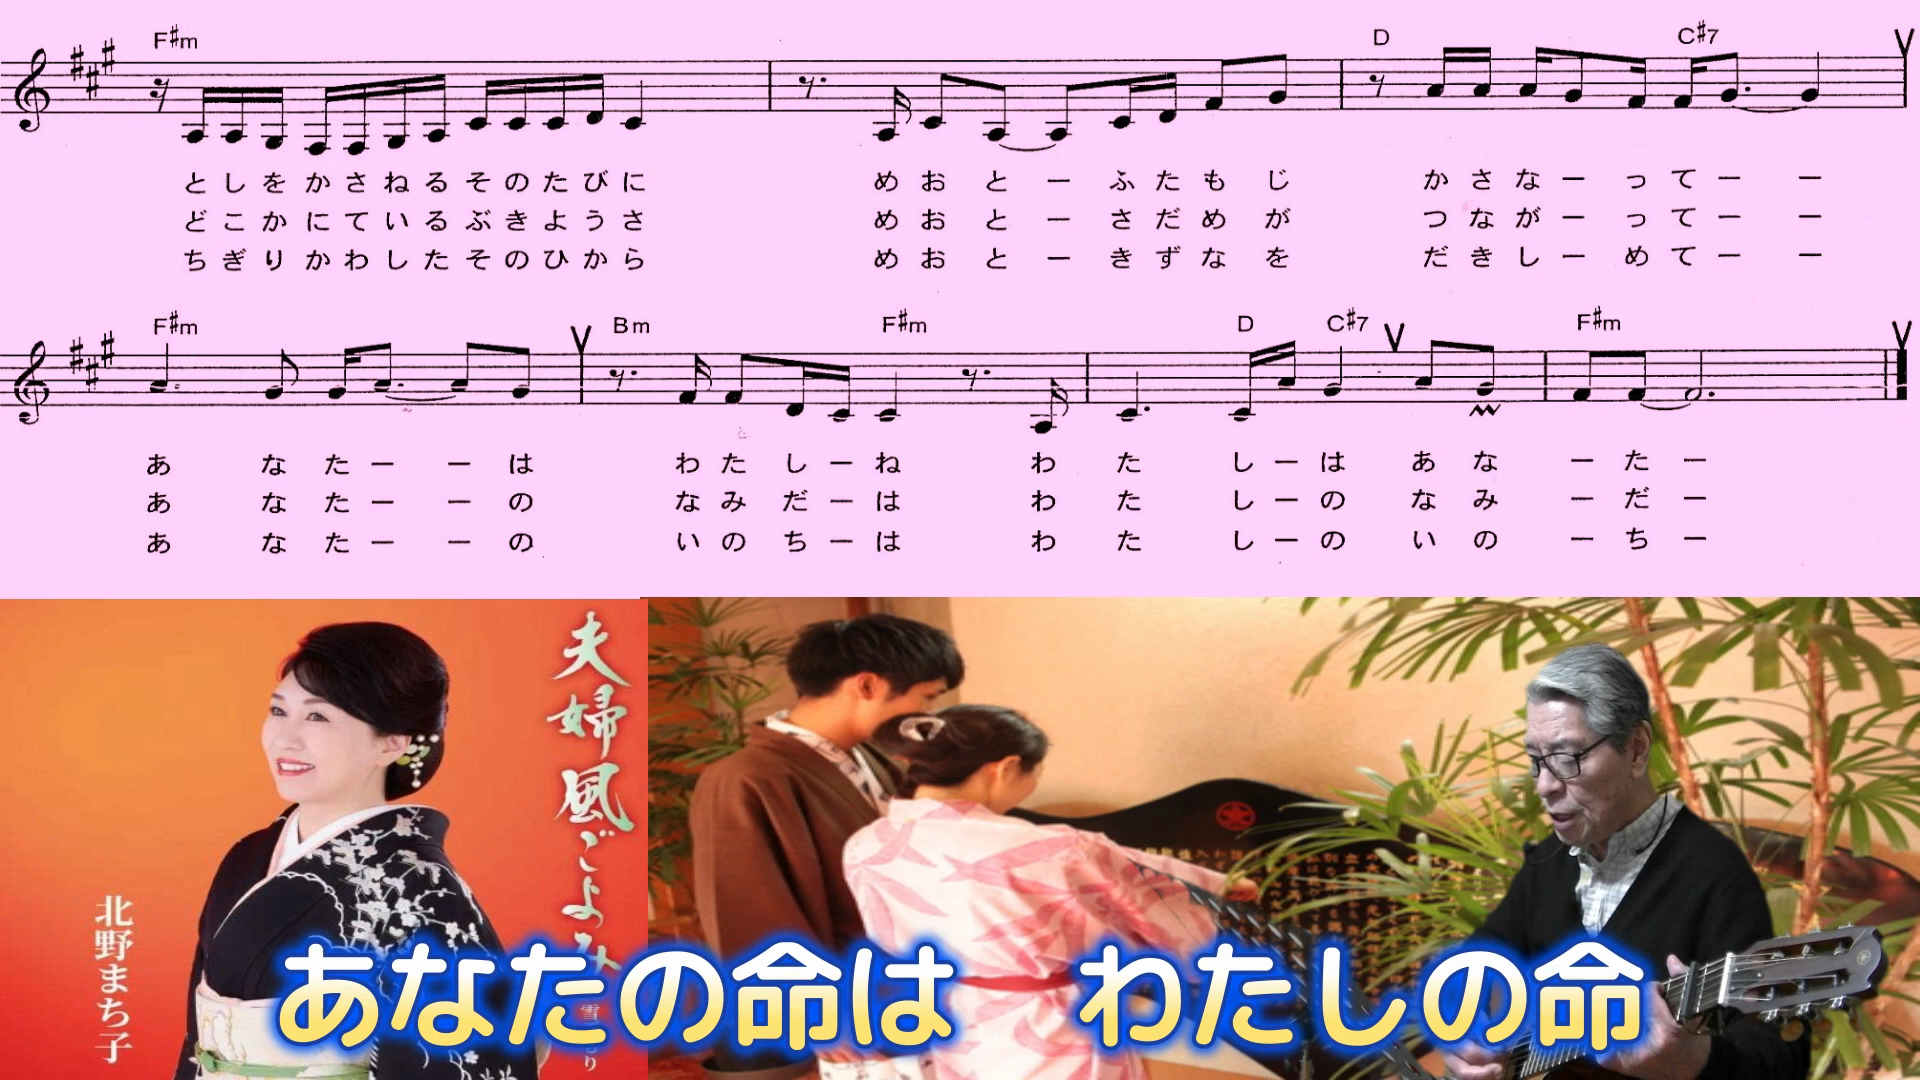 F#m D C#7
としをかさねるそのたびに めおとーふたもじ かさなーってーー
どこかにているぶきようさ めおとーさだめが つながーってーー
ちぎりかわしたそのひから めおとーきずなを だきしーめてーー
F#m Bm F#m D C#7 F#m
あなたーーは わたしーね わたしーはあなーたー
あなたーーの なみだーは わたしーのなみーだー
あなたーーの いのちーは わたしーのいのーちー
夫婦風ごよみ
北野まち子
あなたの命は わたしの命